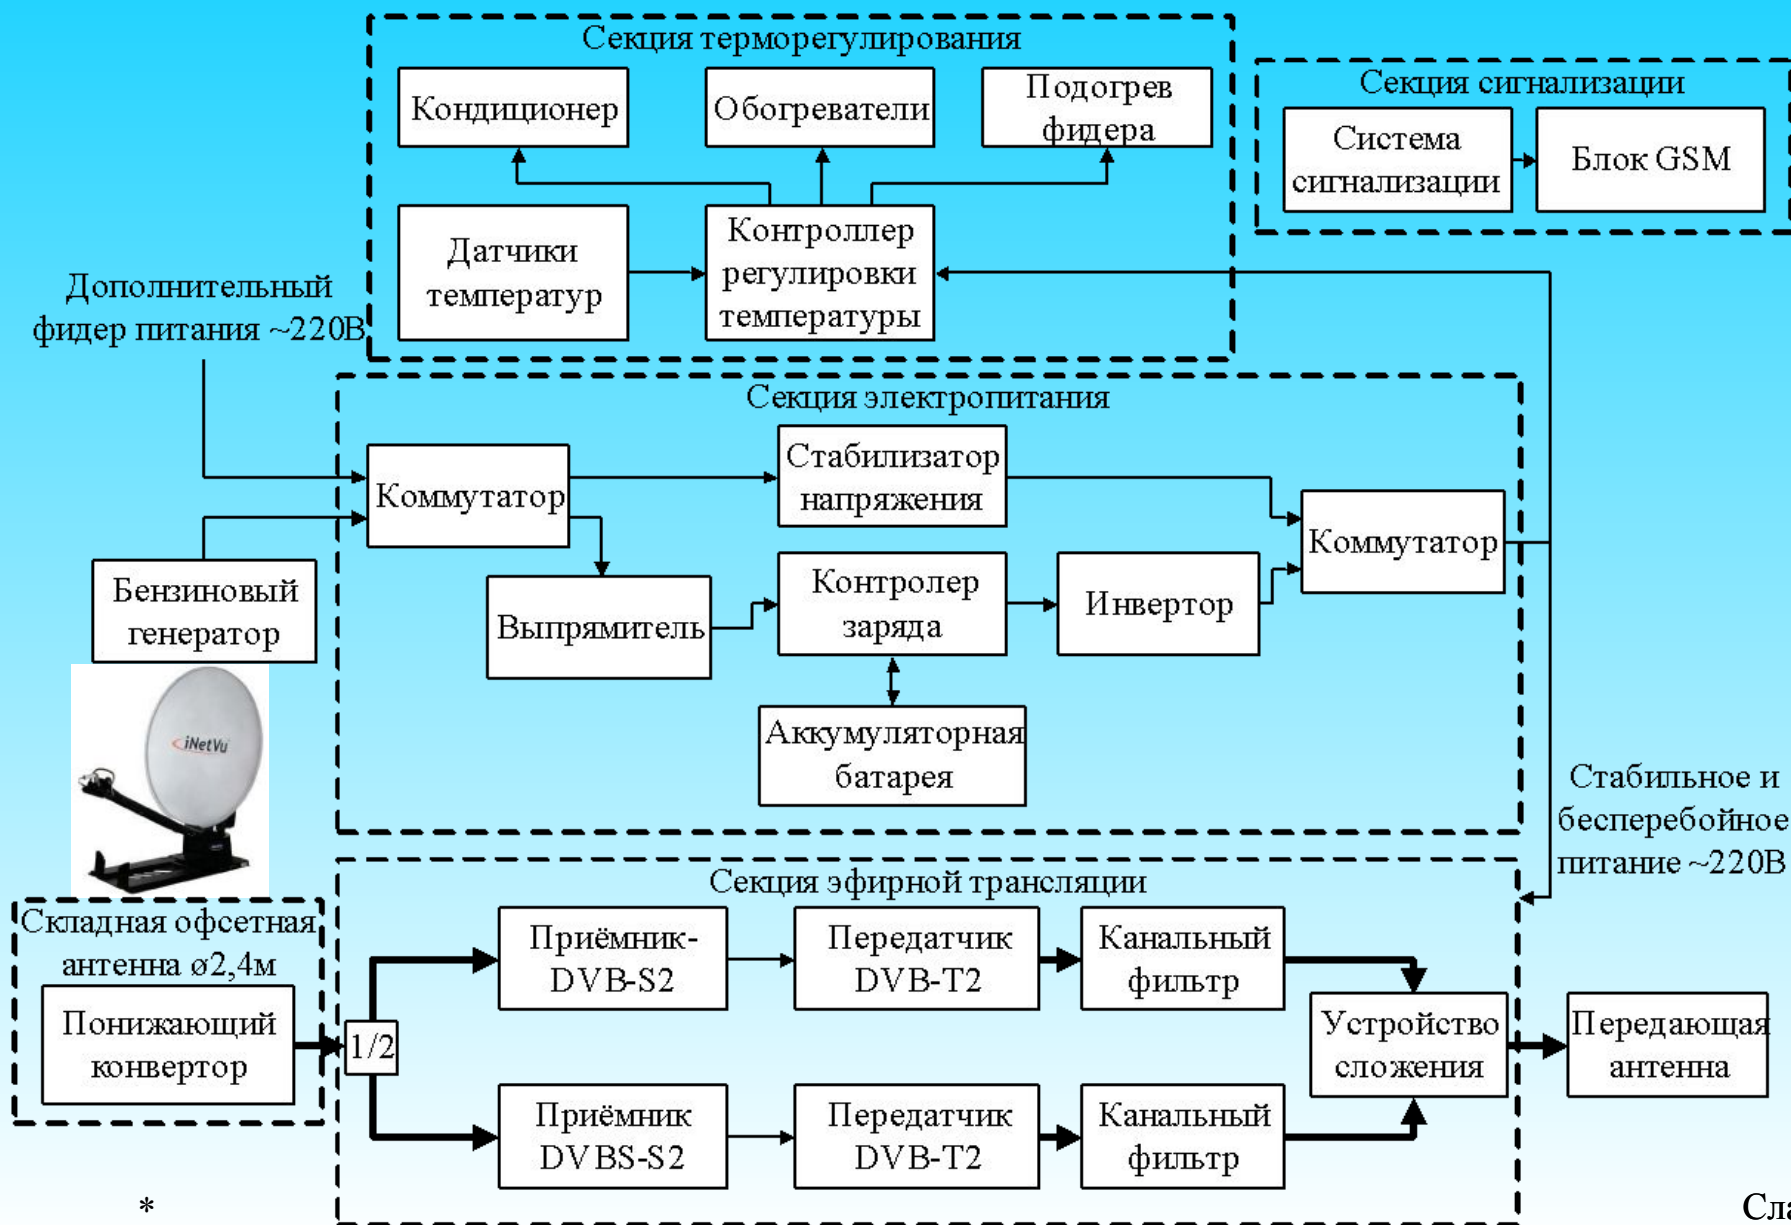 Секция терморегулирования
Кондиционер
Обогреватели
Подогрев
фидера
Датчики
температур
Контроллер
регулировки
температуры
Секция сигнализации
Система
сигнализации
Блок GSM
Дополнительный
фидер питания ~220В
Секция электропитания
Коммутатор
Стабилизатор
напряжения
Коммутатор
Бензиновый
генератор
Выпрямитель
Контролер
заряда
Инвертор
Аккумуляторная
батарея
iNetVu
Стабильное и
бесперебойное
питание ~220В
Складная офсетная
антенна ø2,4м
Понижающий
конвертор
Секция эфирной трансляции
1/2
Приёмник-
DVB-S2
Передатчик
DVB-T2
Канальный
фильтр
Устройство
сложения
Передающая
антенна
Приёмник
DVBS-S2
Передатчик
DVB-T2
Канальный
фильтр
*